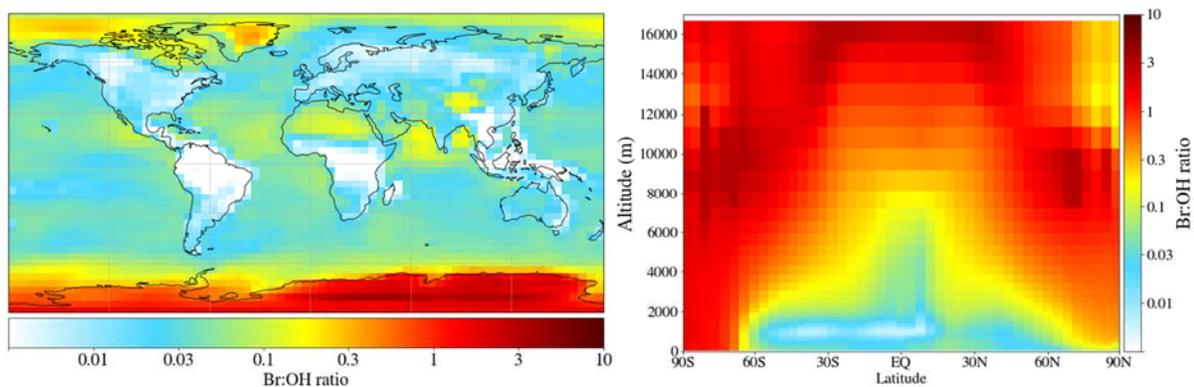 0.01 0.03 0.1 0.3 1 3 10
Br:OH ratio
Altitude (m)
16000
14000
12000
10000
8000
6000
4000
2000
0
90S 60S 30S EQ 30N 60N 90N
Latitude
10
3
1
0.3
0.1
0.03
0.01
Br:OH ratio